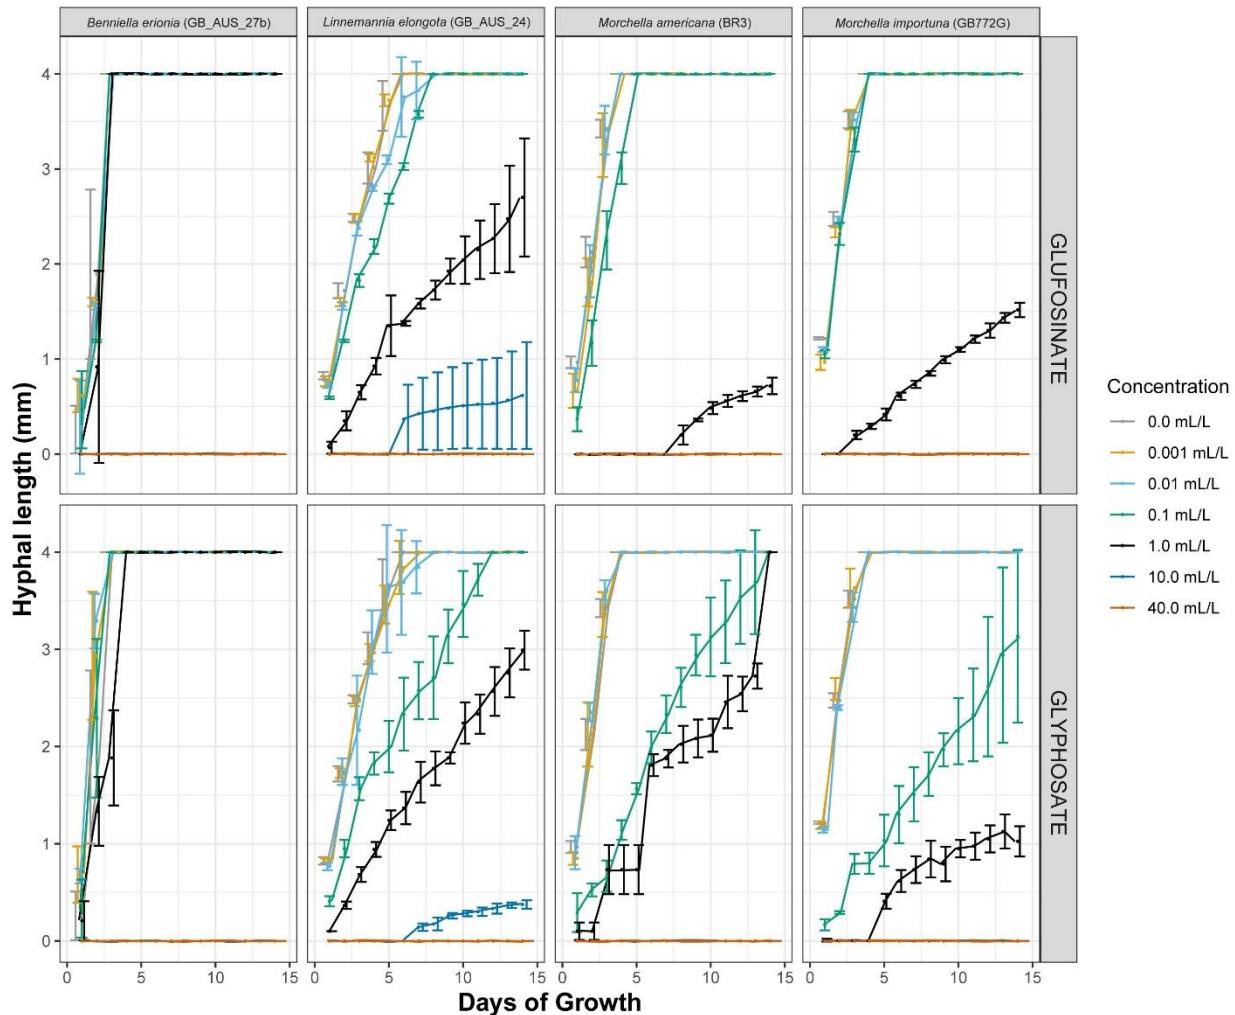 Benniella erionia (GB_AUS_27b)
Linnemannia elongota (GB_AUS_24)
Morchella americana (BR3)
Morchella importuna (GB772G)
4
3
2
1
0
GLUFOSINATE
4
3
2
1
0
GLYPHOSATE
Hyphal length (mm)
0 5 10 15
0 5 10 15
0 5 10 15
0 5 10 15
Days of Growth
Concentration
0.0 mL/L
0.001 mL/L
0.01 mL/L
0.1 mL/L
1.0 mL/L
10.0 mL/L
40.0 mL/L